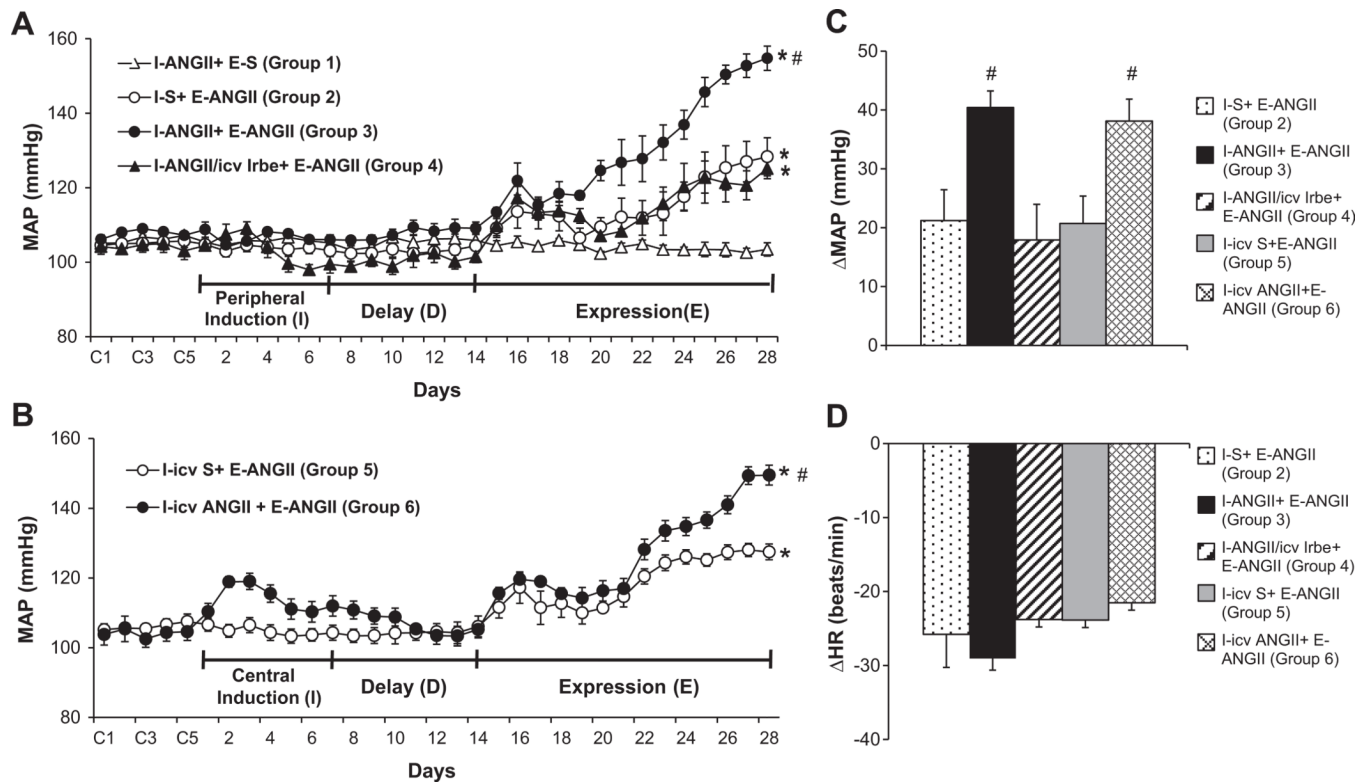 A
160
140
120
100
80
MAP (mmHg)
I-ANGII+ E-S (Group 1)
I-S+ E-ANGII (Group 2)
I-ANGII+ E-ANGII (Group 3)
I-ANGII/icv Irbe+ E-ANGII (Group 4)
* #
*
*
Peripheral
Induction (I)
Delay (D)
Expression(E)
C1 C3 C5 2 4 6 8 10 12 14 16 18 20 22 24 26 28
Days
B
160
140
120
100
80
MAP (mmHg)
I-icv S+ E-ANGII (Group 5)
I-icv ANGII + E-ANGII (Group 6)
* #
*
Central
Induction (I)
Delay (D)
Expression (E)
C1 C3 C5 2 4 6 8 10 12 14 16 18 20 22 24 26 28
Days
C
50
40
30
20
10
0
ΔMAP (mmHg)
# #
I-S+ E-ANGII
(Group 2)
I-ANGII+ E-ANGII
(Group 3)
I-ANGII/icv Irbe+
E-ANGII (Group 4)
I-icv S+E-ANGII
(Group 5)
I-icv ANGII+E-
ANGII (Group 6)
D
0
-10
-20
-30
-40
ΔHR (beats/min)
I-S+ E-ANGII
(Group 2)
I-ANGII+ E-ANGII
(Group 3)
I-ANGII/icv Irbe+
E-ANGII (Group 4)
I-icv S+ E-ANGII
(Group 5)
I-icv ANGII+ E-
ANGII (Group 6)